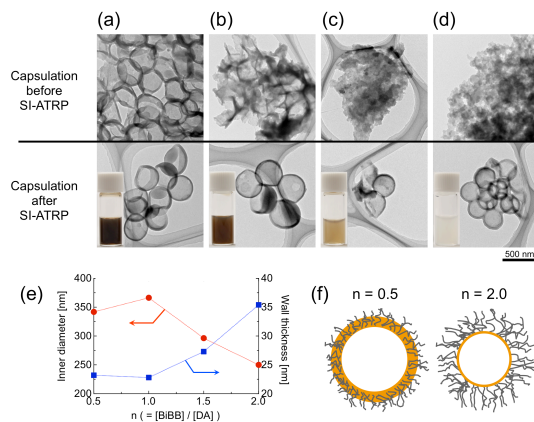 (a) (b) (c) (d)
Capsulation
before
SI-ATRP
Capsulation
after
SI-ATRP
500 nm
(e)
400
350
300
250
200
Inner diameter [nm]
40
35
30
25
20
Wall thickness [nm]
0.5 1.0 1.5 2.0
n ( = [BiBB] / [DA] )
(f)
n = 0.5 n = 2.0